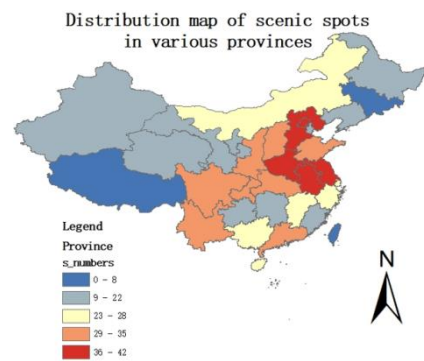 Distribution map of scenic spots
in various provinces
Legend
Province
s_numbers
0 - 8
9 - 22
23 - 28
29 - 35
36 - 42
N